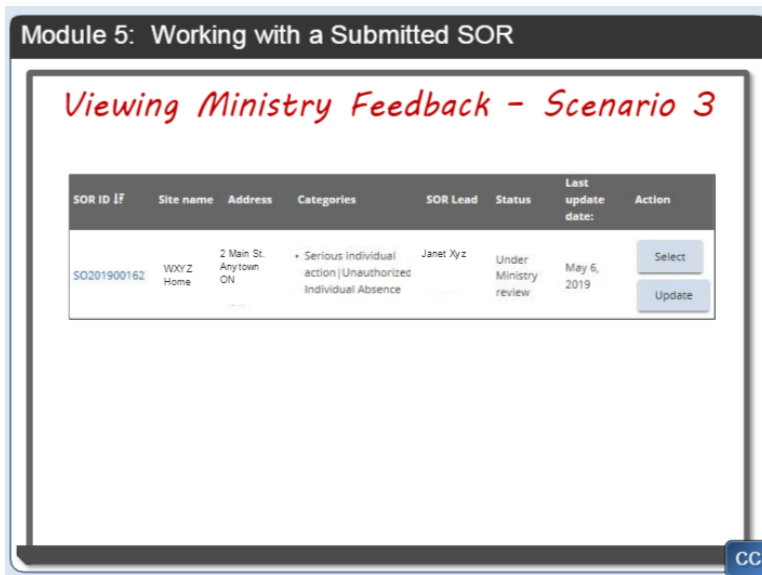 Module 5: Working with a Submitted SOR
Viewing Ministry Feedback - Scenario 3
SOR ID Site name Address Categories SOR Lead Status Last update date: Action
SO201900162
WXYZ
Home
2 Main St.
Anytown
ON
• Serious individual
action|Unauthorized
Individual Absence
Janet Xyz
Under
Ministry
review
May 6,
2019
Select
Update
CC